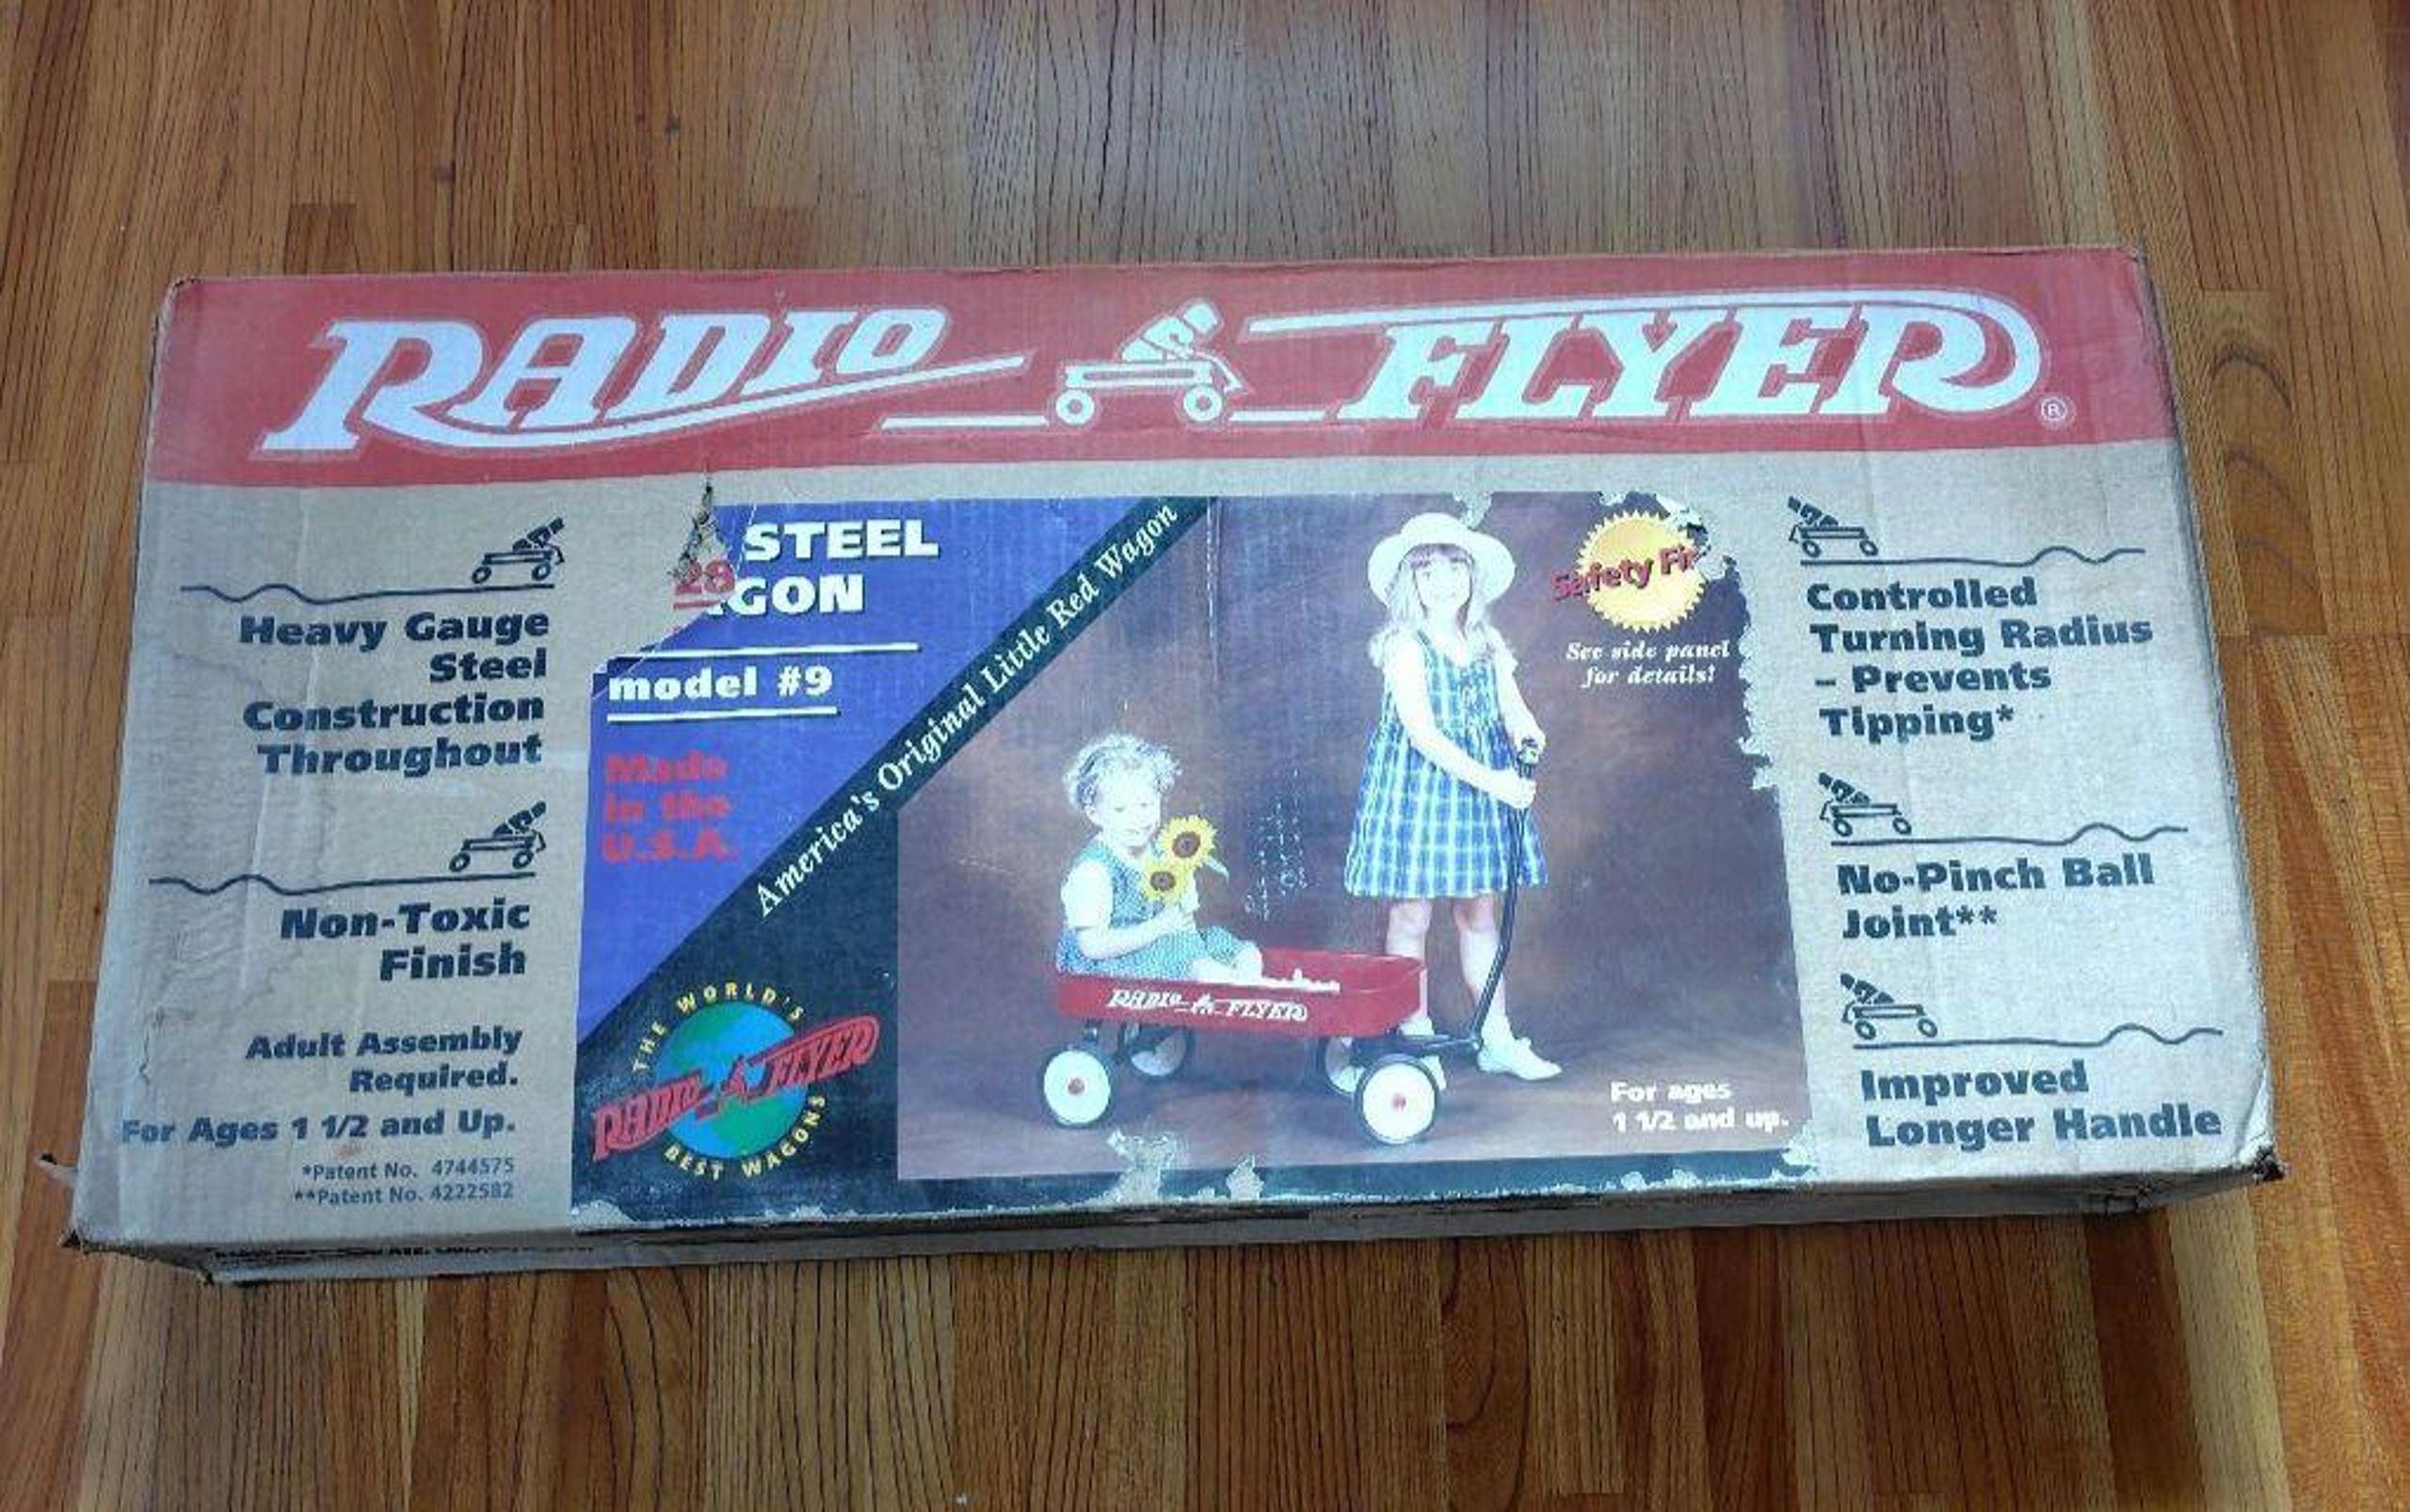 RADIO FLYER®
Heavy Gauge
Steel
Construction
Throughout
Non-Toxic
Finish
Adult Assembly
Required.
For Ages 1 1/2 and Up.
*Patent No. 4744575
**Patent No. 4222582
28
STEEL
GON
model #9
Made
in the
U.S.A.
America's Original Little Red Wagon
THE WORLD'S
RADIO FLYER
BEST WAGONS
RADIO FLYER
Safety Fir
See side panel
for details!
For ages
1 1/2 and up.
Controlled
Turning Radius
– Prevents
Tipping*
No-Pinch Ball
Joint**
Improved
Longer Handle